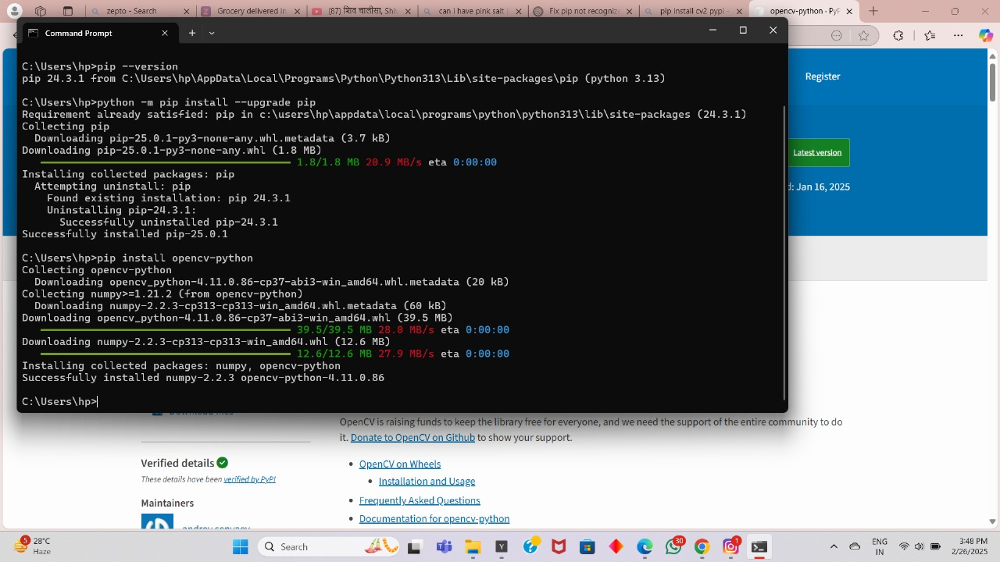 (87) मिथ पायथॉन
Fix pip not recogniz
pip install sklearn
opencv-python · PyPI
Command Prompt
Register
C:\Users\hp>pip --version
pip 24.3.1 from C:\Users\hp\AppData\Local\Programs\Python\Python313\Lib\site-packages\pip (python 3.13)
C:\Users\hp>python -m pip install --upgrade pip
Requirement already satisfied: pip in c:\users\hp\appdata\local\programs\python\python313\lib\site-packages (24.3.1)
Collecting pip
Downloading pip-25.0.1-py3-none-any.whl.metadata (3.7 kB)
Downloading pip-25.0.1-py3-none-any.whl (1.8 MB)
1.8/1.8 MB 20.9 MB/s eta 0:00:00
Latest version
Installing collected packages: pip
Attempting uninstall: pip
d: Jan 16, 2025
Found existing installation: pip 24.3.1
Uninstalling pip-24.3.1:
Successfully uninstalled pip-24.3.1
Successfully installed pip-25.0.1
C:\Users\hp>pip install opencv-python
Collecting opencv-python
Downloading opencv_python-4.11.0.86-cp37-abi3-win_amd64.whl.metadata (20 kB)
Collecting numpy>=1.21.2 (from opencv-python)
Downloading numpy-2.2.3-cp313-cp313-win_amd64.whl.metadata (60 kB)
Downloading opencv_python-4.11.0.86-cp37-abi3-win_amd64.whl (39.5 MB)
39.5/39.5 MB 28.0 MB/s eta 0:00:00
Downloading numpy-2.2.3-cp313-cp313-win_amd64.whl (12.6 MB)
12.6/12.6 MB 27.9 MB/s eta 0:00:00
Installing collected packages: numpy, opencv-python
Successfully installed numpy-2.2.3 opencv-python-4.11.0.86
C:\Users\hp>
OpenCV is raising funds to keep the library free for everyone, and we need the support of the entire community to do
it. Donate to OpenCV on Github to show your support.
Verified details
These details have been verified by PyPI
Maintainers
OpenCV on Wheels
Installation and Usage
Frequently Asked Questions
Documentation for opencv-python
5
28°C
Haze
Search
30
1
ENG
IN
3:48 PM
2/26/2025